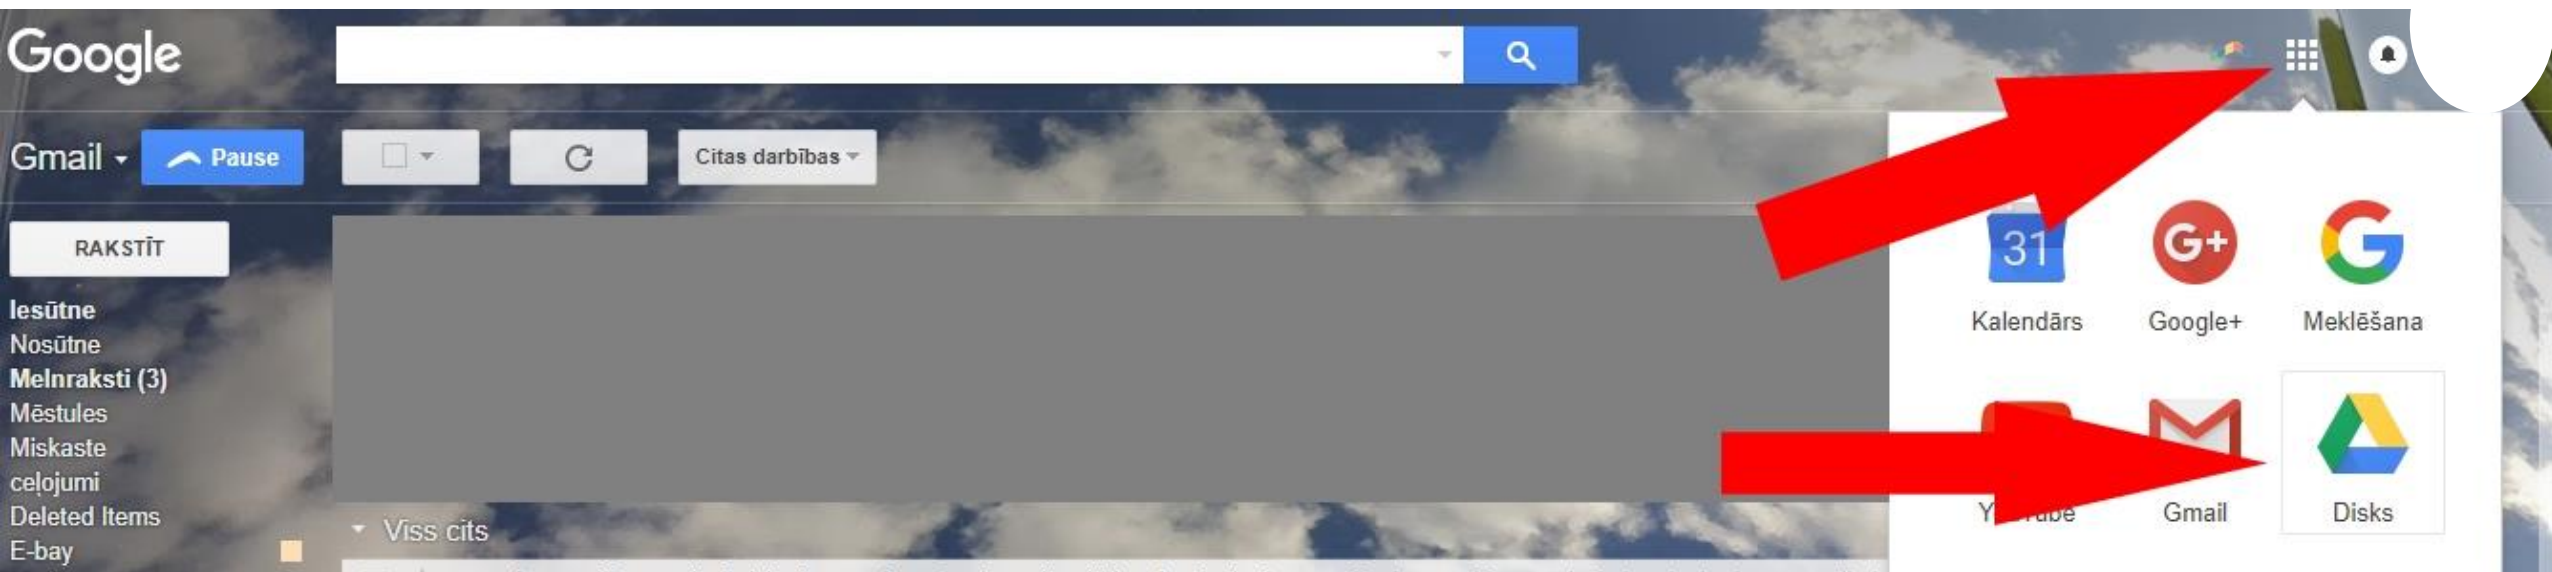 Google
Gmail
Pause
Citas darbības
RAKSTĪT
Iesūtne
Nosūtne
Melnraksti (3)
Mēstules
Miskaste
ceļojumi
Deleted Items
E-bay
Viss cits
31
G+
Kalendārs
Google+
Meklēšana
Gmail
Disks